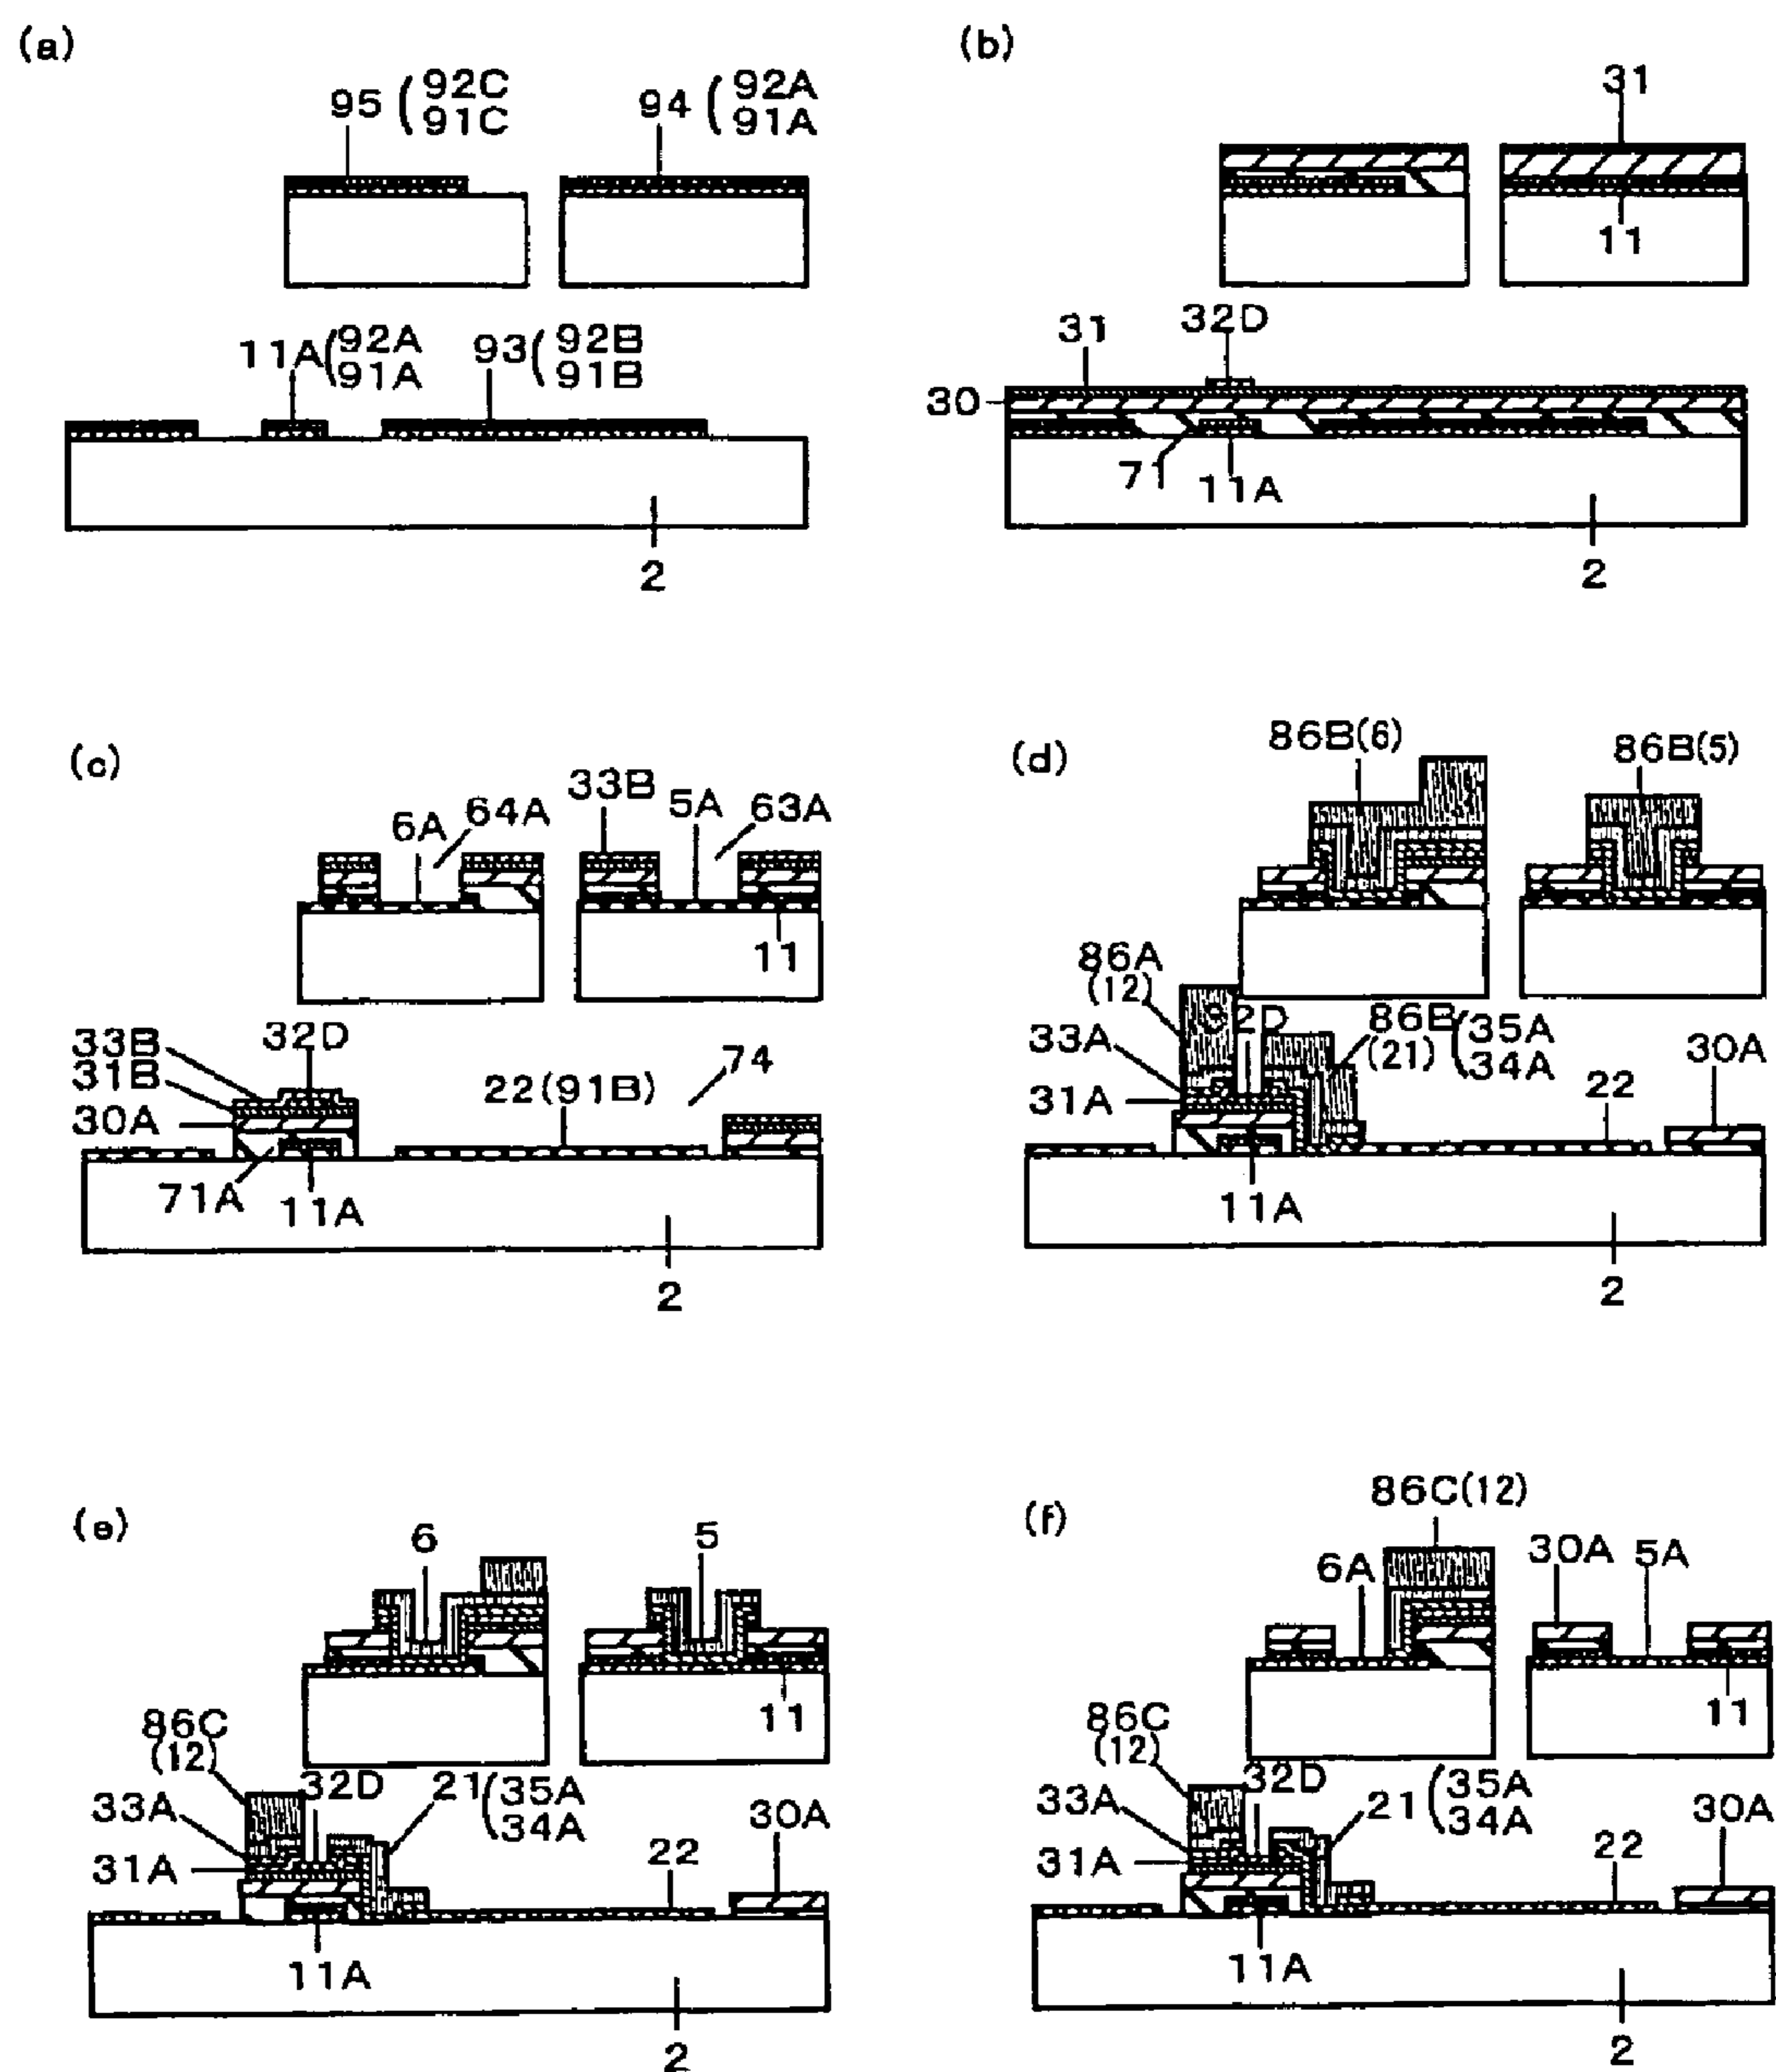 (a)
95 (92C
91C
94 (92A
91A
11A(92A
91A
93(92B
91B
2
(b)
31
11
31
32D
30
71
11A
2
(c)
33B
5A
63A
6A
64A
11
33B
32D
31B
30A
22(91B)
74
71A
11A
2
(d)
86B(6)
86B(5)
86A
(12)
33A
86B
(21)
(35A
34A
31A
22
30A
11A
2
(e)
6
5
11
86C
(12)
32D
21(35A
34A
33A
31A
22
30A
11A
2
(f)
86C(12)
6A
30A
5A
11
86C
(12)
32D
21(35A
34A
33A
31A
22
30A
11A
2